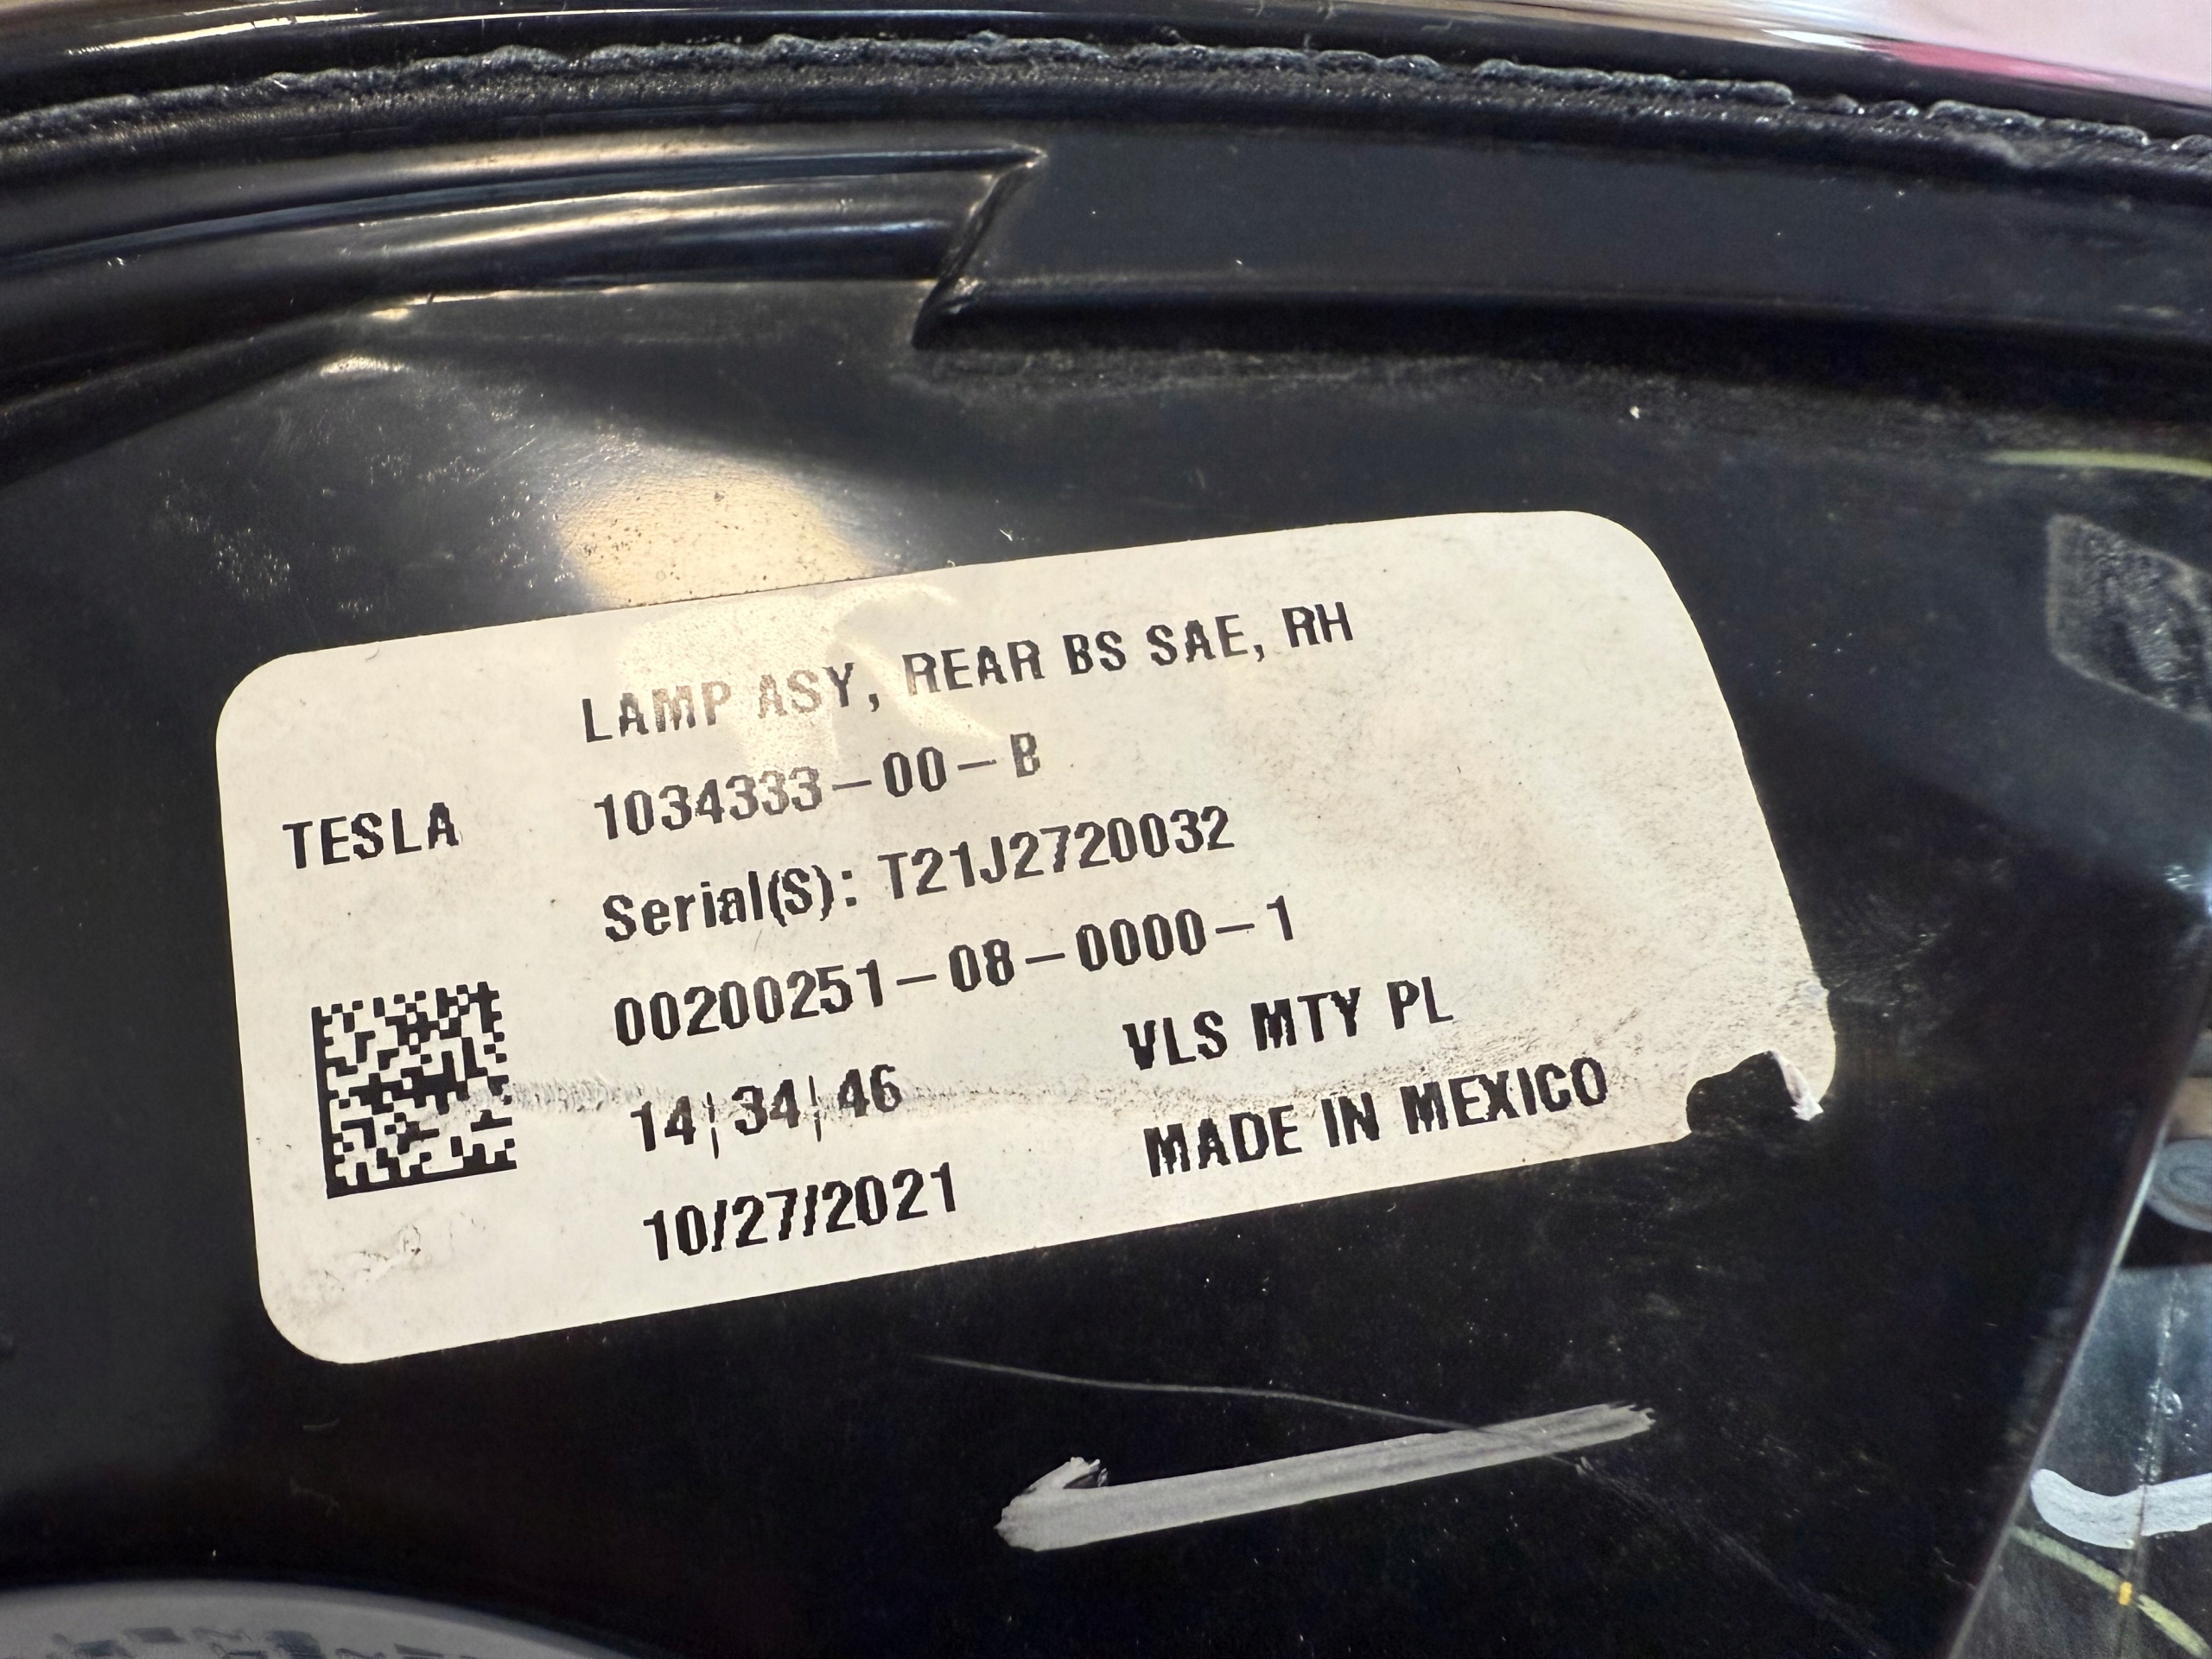 LAMP ASY, REAR BS SAE, RH
1034333-00-B
TESLA
Serial(S): T21J2720032
00200251-08-0000-1
14¦34¦46
VLS MTY PL
10/27/2021
MADE IN MEXICO